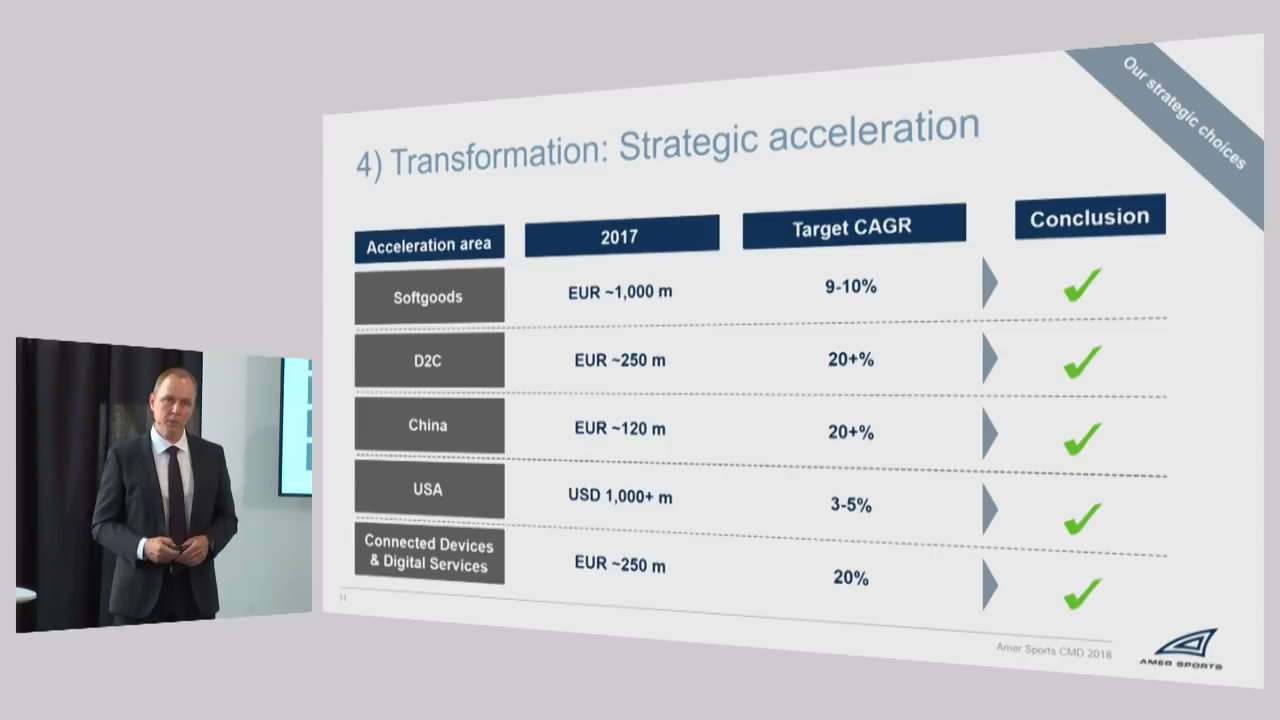 Our strategic choices
4) Transformation: Strategic acceleration
Acceleration area 2017 Target CAGR Conclusion
Softgoods EUR ~1,000 m 9-10%
D2C EUR ~250 m 20+%
China EUR ~120 m 20+%
USA USD 1,000+ m 3-5%
Connected Devices
& Digital Services EUR ~250 m 20%
11
Amer Sports CMD 2018
AMER SPORTS